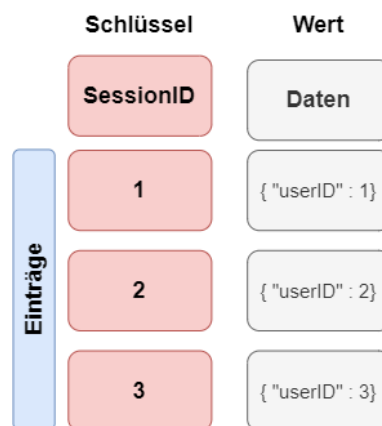 Schlüssel Wert
SessionID Daten
Einträge
1 { "userID" : 1}
2 { "userID" : 2}
3 { "userID" : 3}